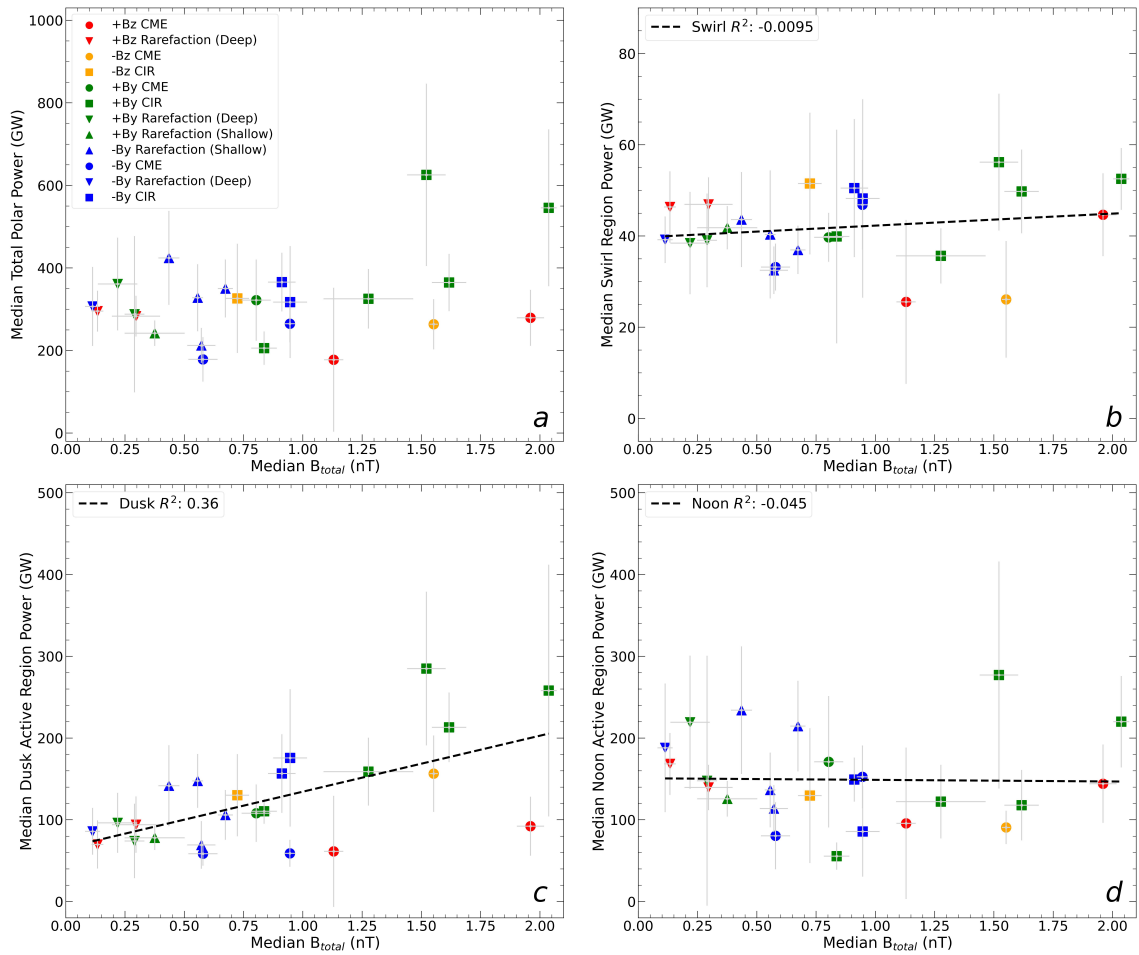 1000
800
600
400
200
0
Median Total Polar Power (GW)
+Bz CME
+Bz Rarefaction (Deep)
-Bz CME
-Bz CIR
+By CME
+By CIR
+By Rarefaction (Deep)
+By Rarefaction (Shallow)
-By Rarefaction (Shallow)
-By CME
-By Rarefaction (Deep)
-By CIR
a
0.00 0.25 0.50 0.75 1.00 1.25 1.50 1.75 2.00
Median B_total (nT)
80
60
40
20
0
Median Swirl Region Power (GW)
Swirl R²: -0.0095
b
0.00 0.25 0.50 0.75 1.00 1.25 1.50 1.75 2.00
Median B_total (nT)
500
400
300
200
100
0
Median Dusk Active Region Power (GW)
Dusk R²: 0.36
c
0.00 0.25 0.50 0.75 1.00 1.25 1.50 1.75 2.00
Median B_total (nT)
500
400
300
200
100
0
Median Noon Active Region Power (GW)
Noon R²: -0.045
d
0.00 0.25 0.50 0.75 1.00 1.25 1.50 1.75 2.00
Median B_total (nT)